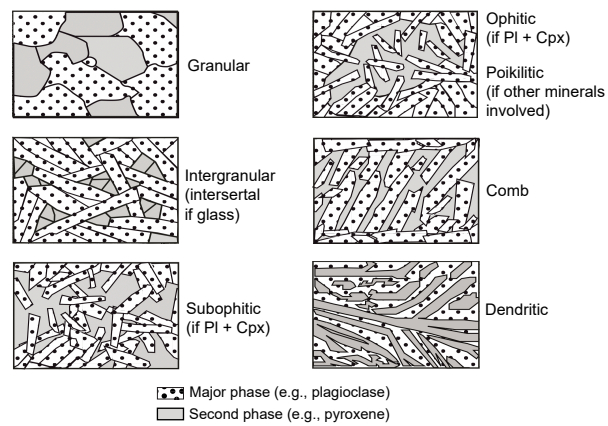 Granular
Ophitic
(if Pl + Cpx)
Poikilitic
(if other minerals
involved)
Intergranular
(intersertal
if glass)
Comb
Subophitic
(if Pl + Cpx)
Dendritic
Major phase (e.g., plagioclase)
Second phase (e.g., pyroxene)